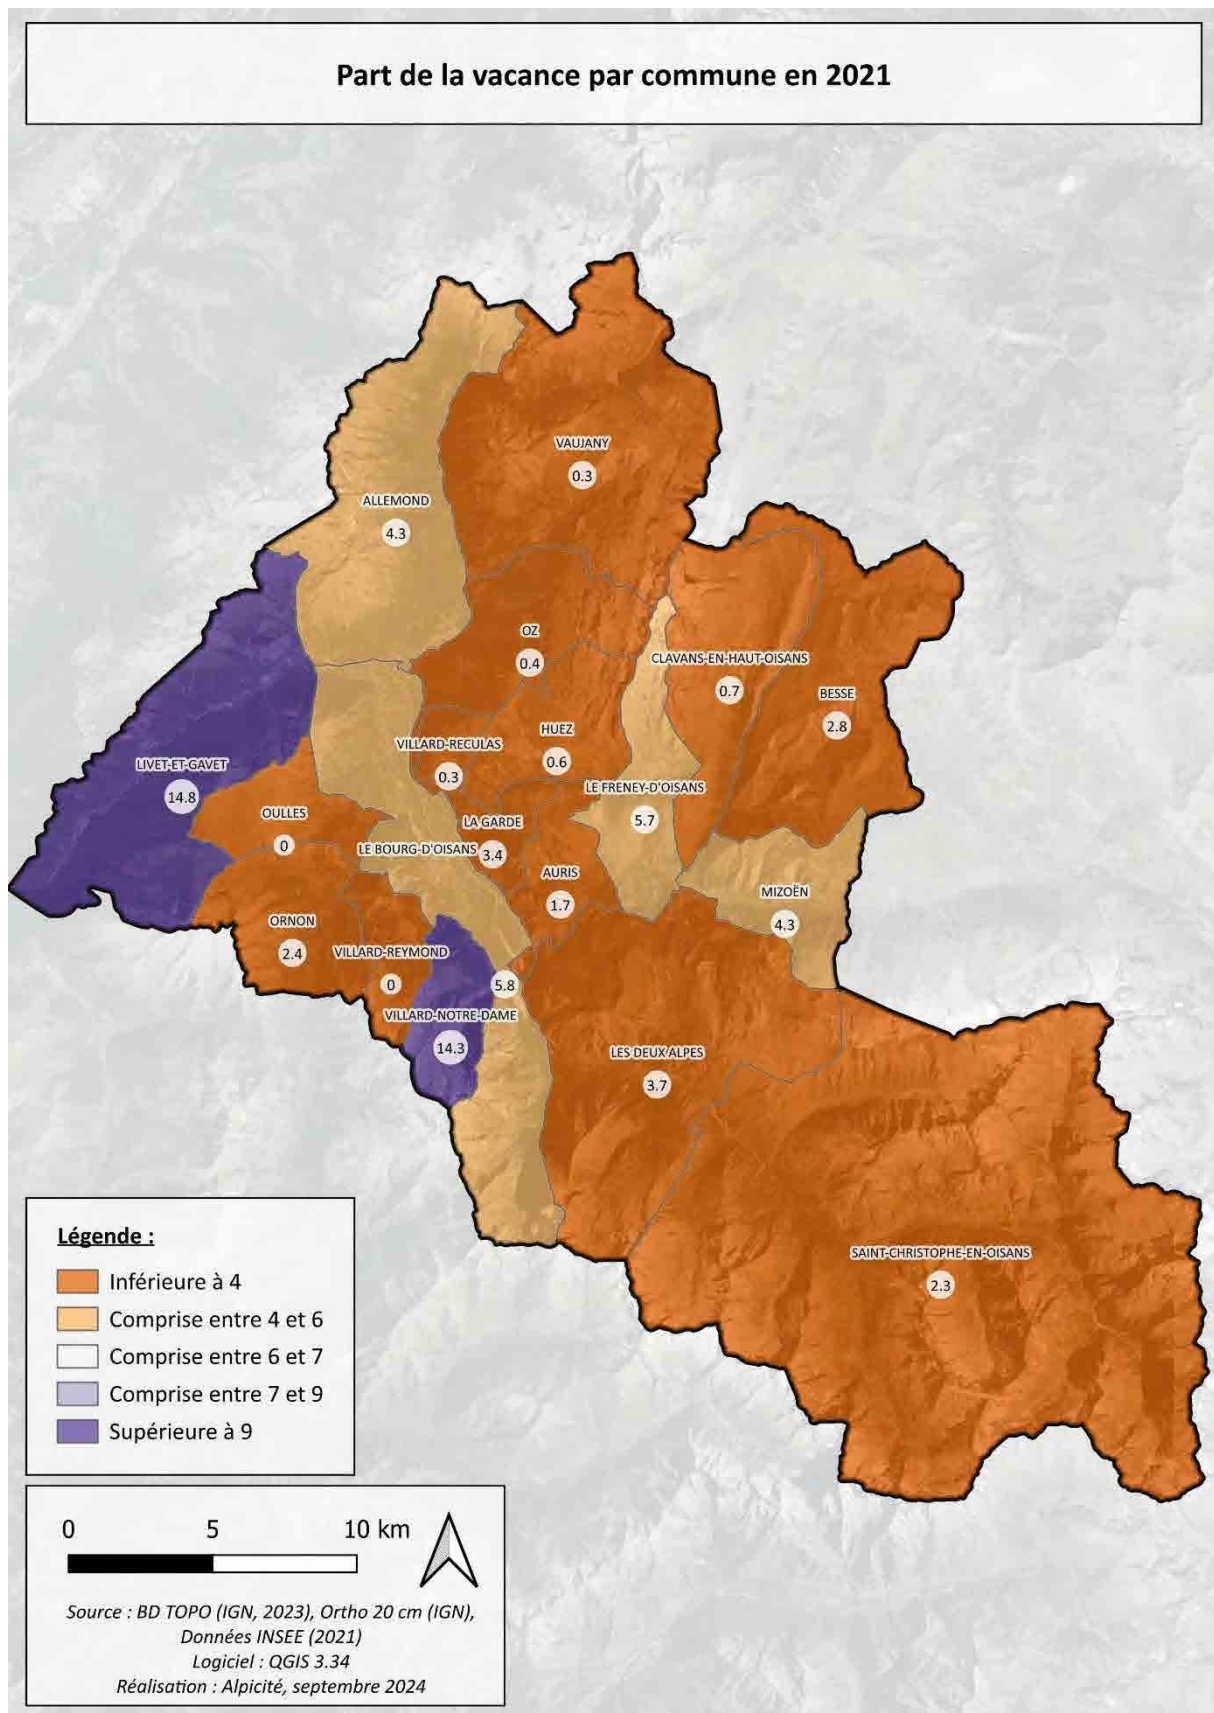 Part de la vacance par commune en 2021
VAUJANY
0.3
ALLEMOND
4.3
OZ
0.4
CLAVANS-EN-HAUT-OISANS
0.7
BESSE
2.8
HUEZ
0.6
VILLARD-RECULAS
0.3
LIVET-ET-GAVET
14.8
LE FRENEY-D'OISANS
5.7
OULLES
0
LA GARDE
3.4
LE BOURG-D'OISANS
AURIS
1.7
MIZOËN
4.3
ORNON
2.4
VILLARD-REYMOND
0
5.8
VILLARD-NOTRE-DAME
14.3
LES DEUX ALPES
3.7
SAINT-CHRISTOPHE-EN-OISANS
2.3
Légende :
Inférieure à 4
Comprise entre 4 et 6
Comprise entre 6 et 7
Comprise entre 7 et 9
Supérieure à 9
0 5 10 km
Source : BD TOPO (IGN, 2023), Ortho 20 cm (IGN),
Données INSEE (2021)
Logiciel : QGIS 3.34
Réalisation : Alpicité, septembre 2024